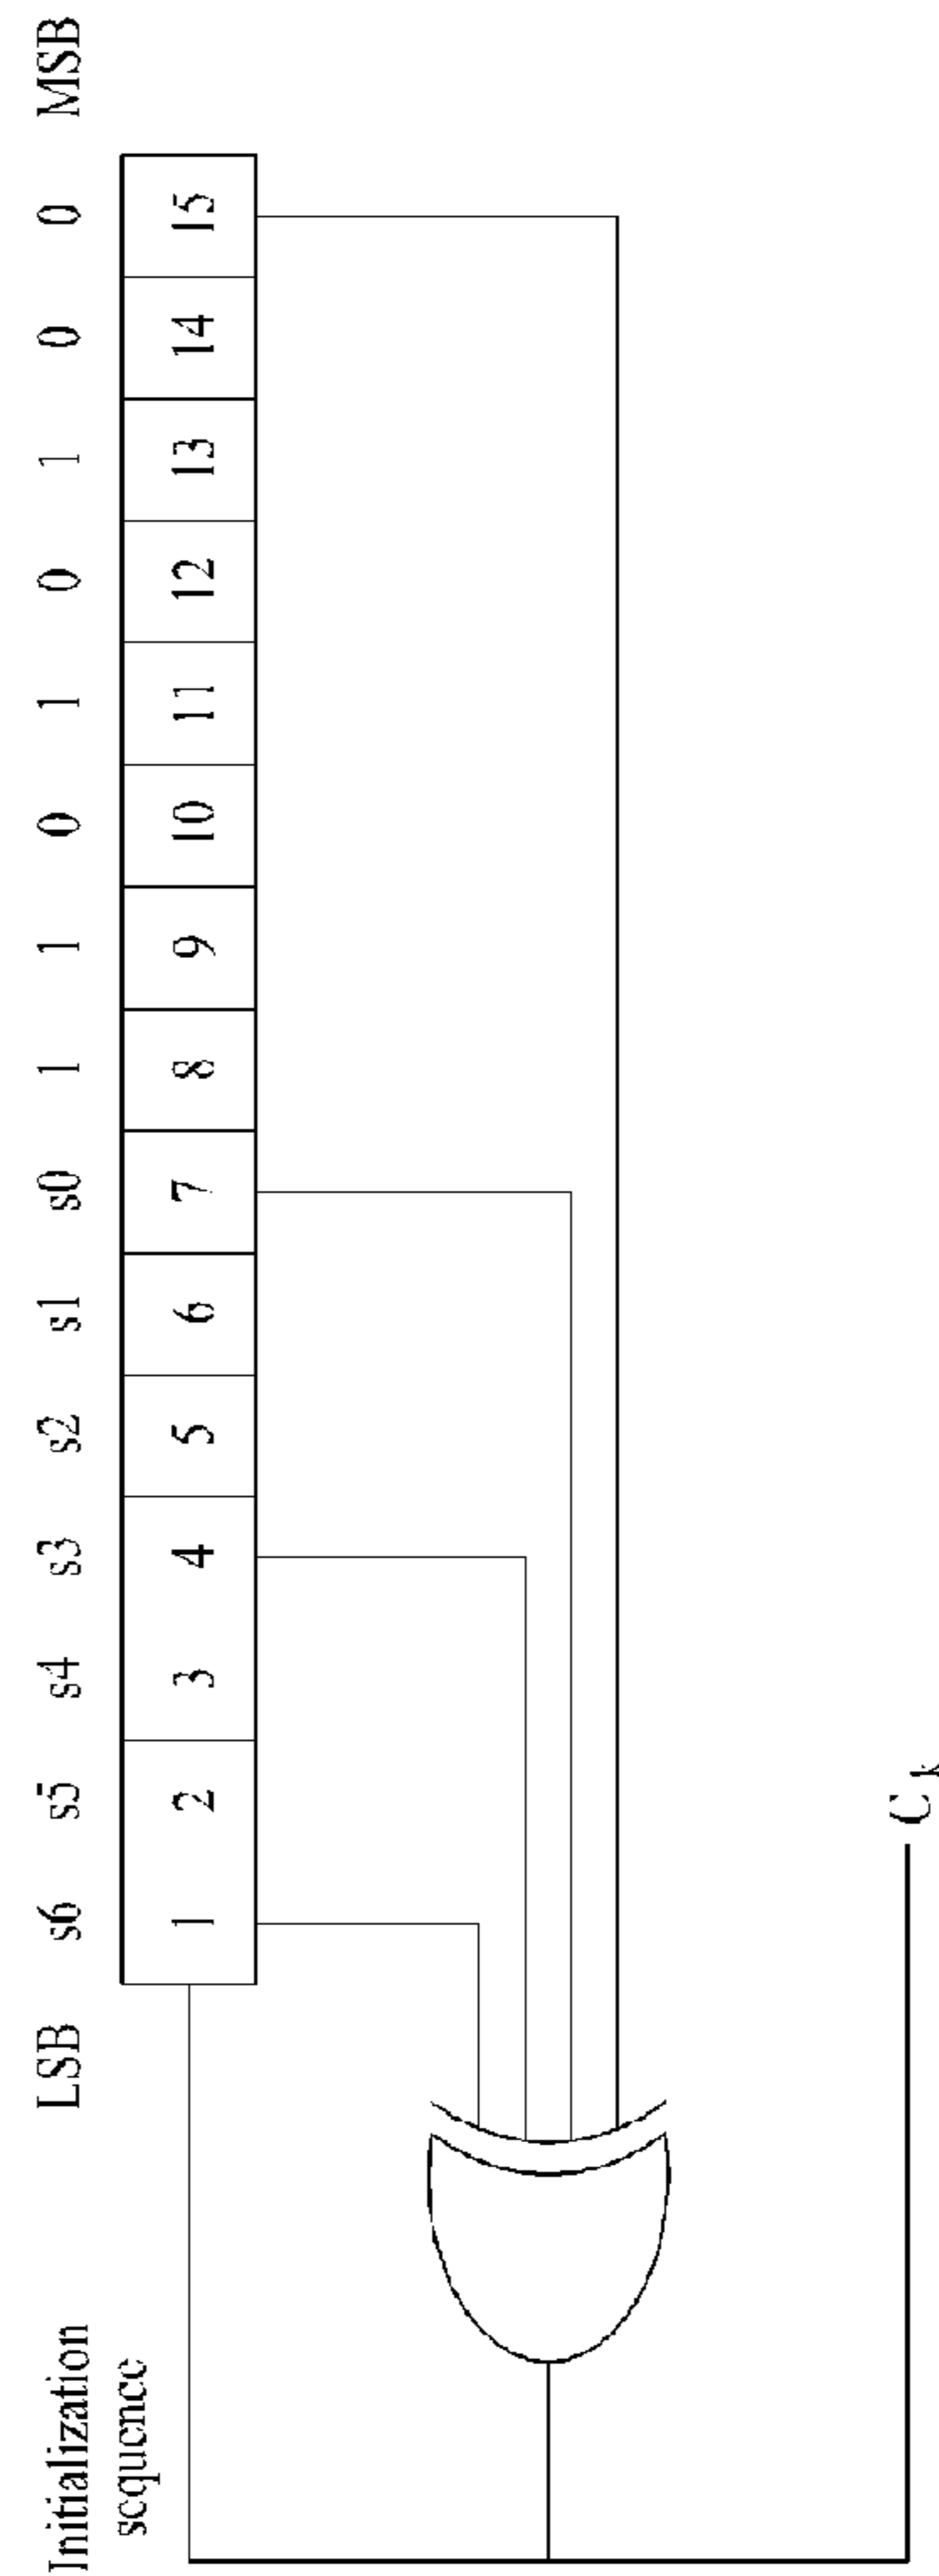 Initialization
sequence
LSB s6 s5 s4 s3 s2 s1 s0 1 1 0 1 0 1 0 0 MSB
1 2 3 4 5 6 7 8 9 10 11 12 13 14 15
C k